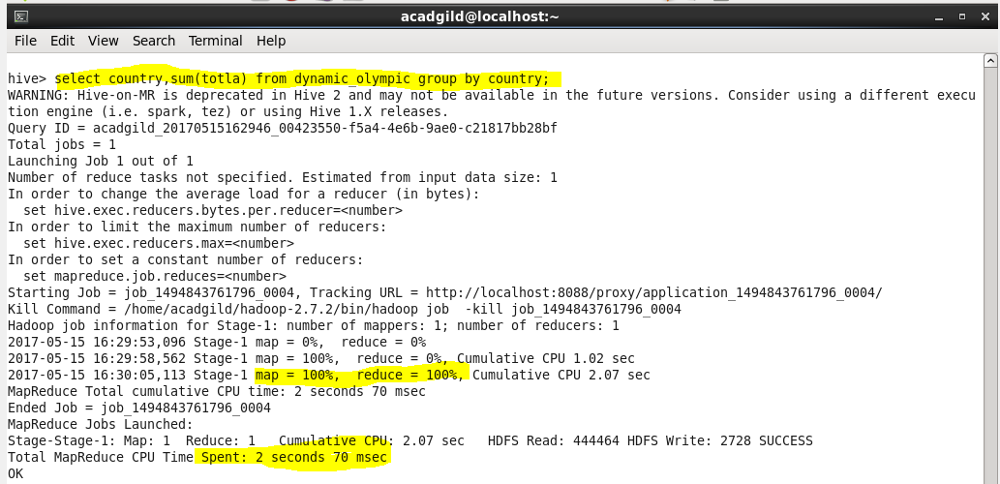 acadgild@localhost:~
File Edit View Search Terminal Help
hive> select country,sum(totla) from dynamic_olympic group by country;
WARNING: Hive-on-MR is deprecated in Hive 2 and may not be available in the future versions. Consider using a different execu
tion engine (i.e. spark, tez) or using Hive 1.X releases.
Query ID = acadgild_20170515162946_00423550-f5a4-4e6b-9ae0-c21817bb28bf
Total jobs = 1
Launching Job 1 out of 1
Number of reduce tasks not specified. Estimated from input data size: 1
In order to change the average load for a reducer (in bytes):
  set hive.exec.reducers.bytes.per.reducer=<number>
In order to limit the maximum number of reducers:
  set hive.exec.reducers.max=<number>
In order to set a constant number of reducers:
  set mapreduce.job.reduces=<number>
Starting Job = job_1494843761796_0004, Tracking URL = http://localhost:8088/proxy/application_1494843761796_0004/
Kill Command = /home/acadgild/hadoop-2.7.2/bin/hadoop job  -kill job_1494843761796_0004
Hadoop job information for Stage-1: number of mappers: 1; number of reducers: 1
2017-05-15 16:29:53,096 Stage-1 map = 0%,  reduce = 0%
2017-05-15 16:29:58,562 Stage-1 map = 100%,  reduce = 0%, Cumulative CPU 1.02 sec
2017-05-15 16:30:05,113 Stage-1 map = 100%,  reduce = 100%, Cumulative CPU 2.07 sec
MapReduce Total cumulative CPU time: 2 seconds 70 msec
Ended Job = job_1494843761796_0004
MapReduce Jobs Launched:
Stage-Stage-1: Map: 1  Reduce: 1   Cumulative CPU: 2.07 sec   HDFS Read: 444464 HDFS Write: 2728 SUCCESS
Total MapReduce CPU Time Spent: 2 seconds 70 msec
OK